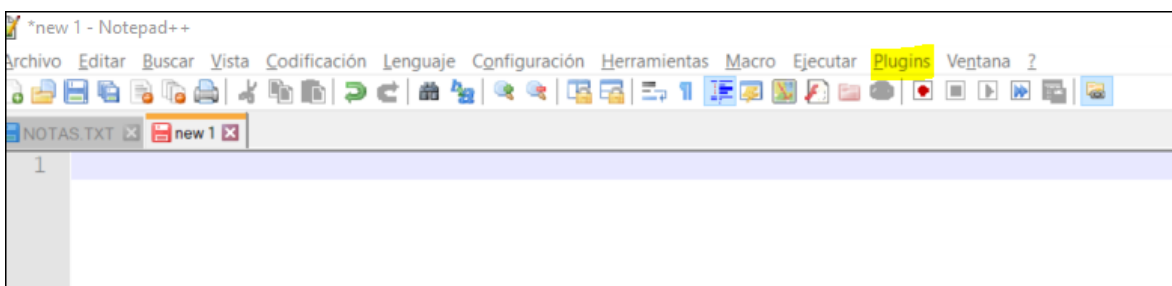 *new 1 - Notepad++
Archivo Editar Buscar Vista Codificación Lenguaje Configuración Herramientas Macro Ejecutar Plugins Ventana ?
NOTAS.TXT new 1
1